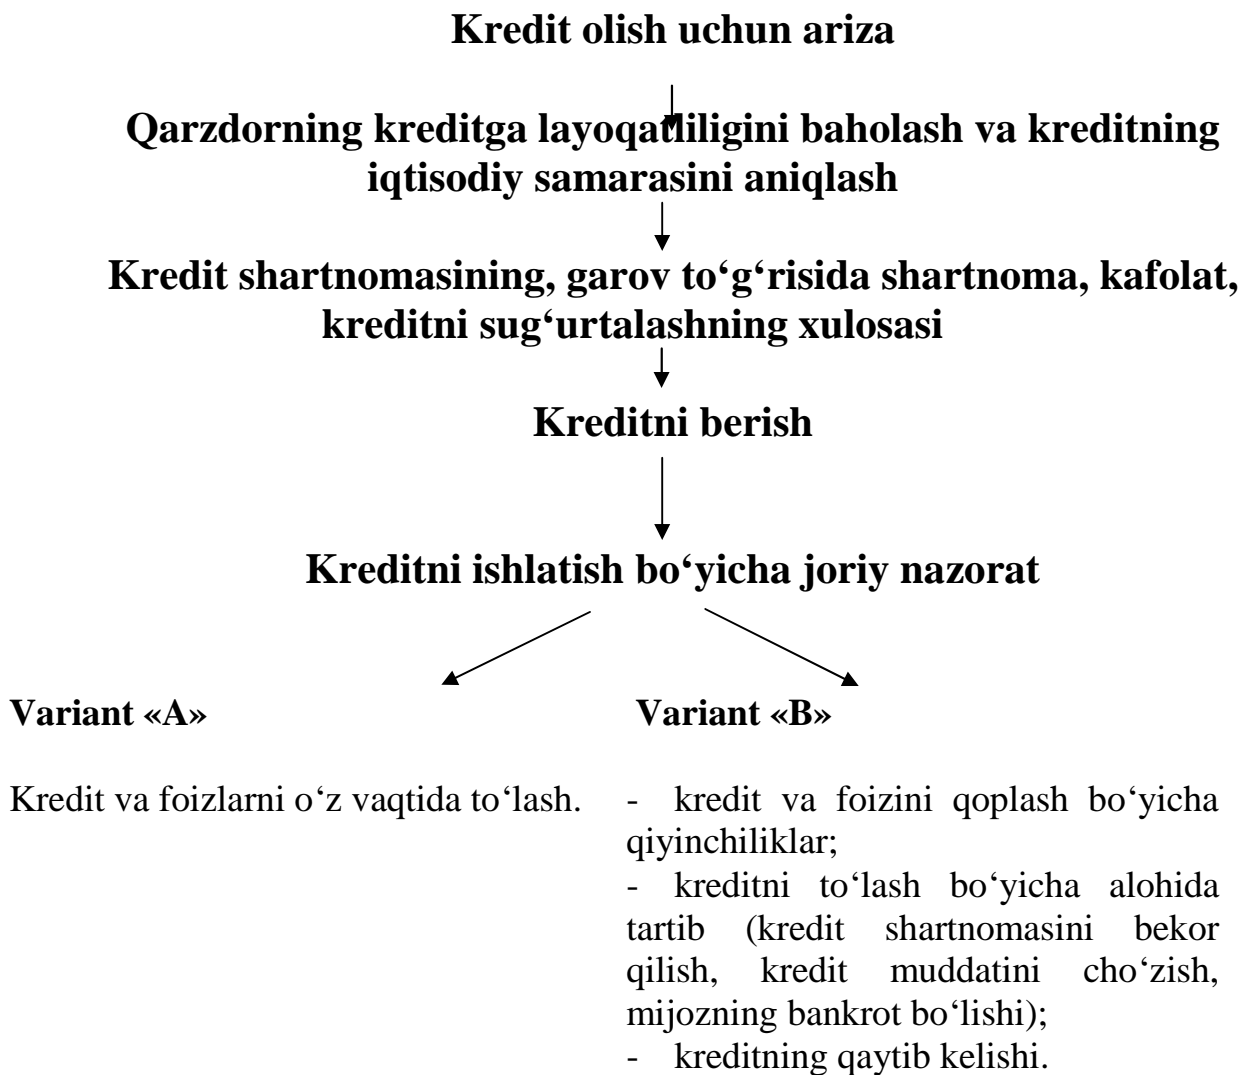 Kredit olish uchun ariza
Qarzdorning kreditga layoqatliligini baholash va kreditning
iqtisodiy samarasini aniqlash
Kredit shartnomasining, garov to‘g‘risida shartnoma, kafolat,
kreditni sug‘urtalashning xulosasi
Kreditni berish
Kreditni ishlatish bo‘yicha joriy nazorat
Variant «A»
Kredit va foizlarni o‘z vaqtida to‘lash.
Variant «B»
- kredit va foizini qoplash bo‘yicha
qiyinchiliklar;
- kreditni to‘lash bo‘yicha alohida
tartib (kredit shartnomasini bekor
qilish, kredit muddatini cho‘zish,
mijozning bankrot bo‘lishi);
- kreditning qaytib kelishi.